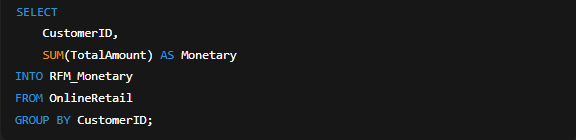 SELECT
    CustomerID,
    SUM(TotalAmount) AS Monetary
INTO RFM_Monetary
FROM OnlineRetail
GROUP BY CustomerID;